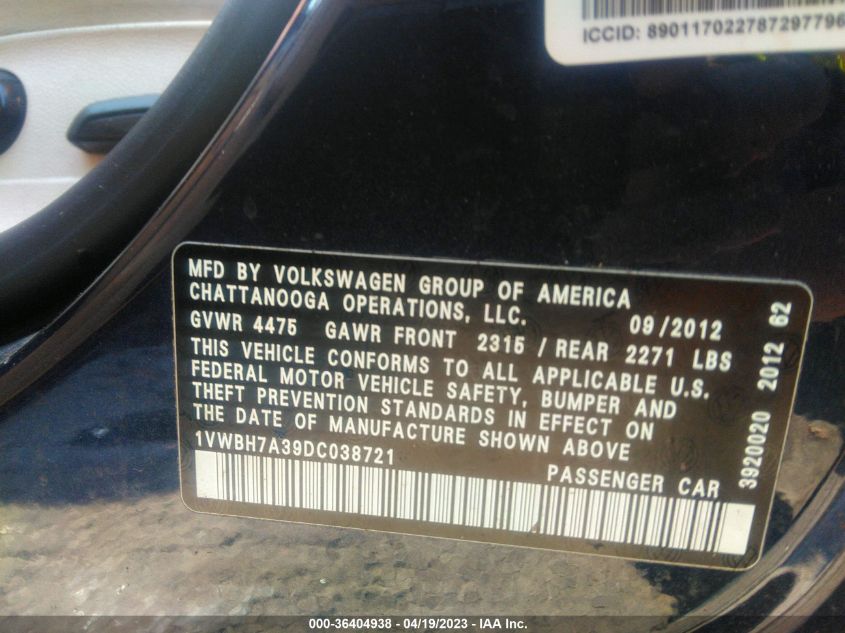 ICCID: 890117022787297796
MFD BY VOLKSWAGEN GROUP OF AMERICA
CHATTANOOGA OPERATIONS, LLC.
09/2012
GVWR 4475 GAWR FRONT 2315 / REAR 2271 LBS
THIS VEHICLE CONFORMS TO ALL APPLICABLE U.S.
FEDERAL MOTOR VEHICLE SAFETY, BUMPER AND
THEFT PREVENTION STANDARDS IN EFFECT ON
THE DATE OF MANUFACTURE SHOWN ABOVE
1VWBH7A39DC038721
PASSENGER CAR
3920020 2012 62
000-36404938 - 04/19/2023 - IAA Inc.